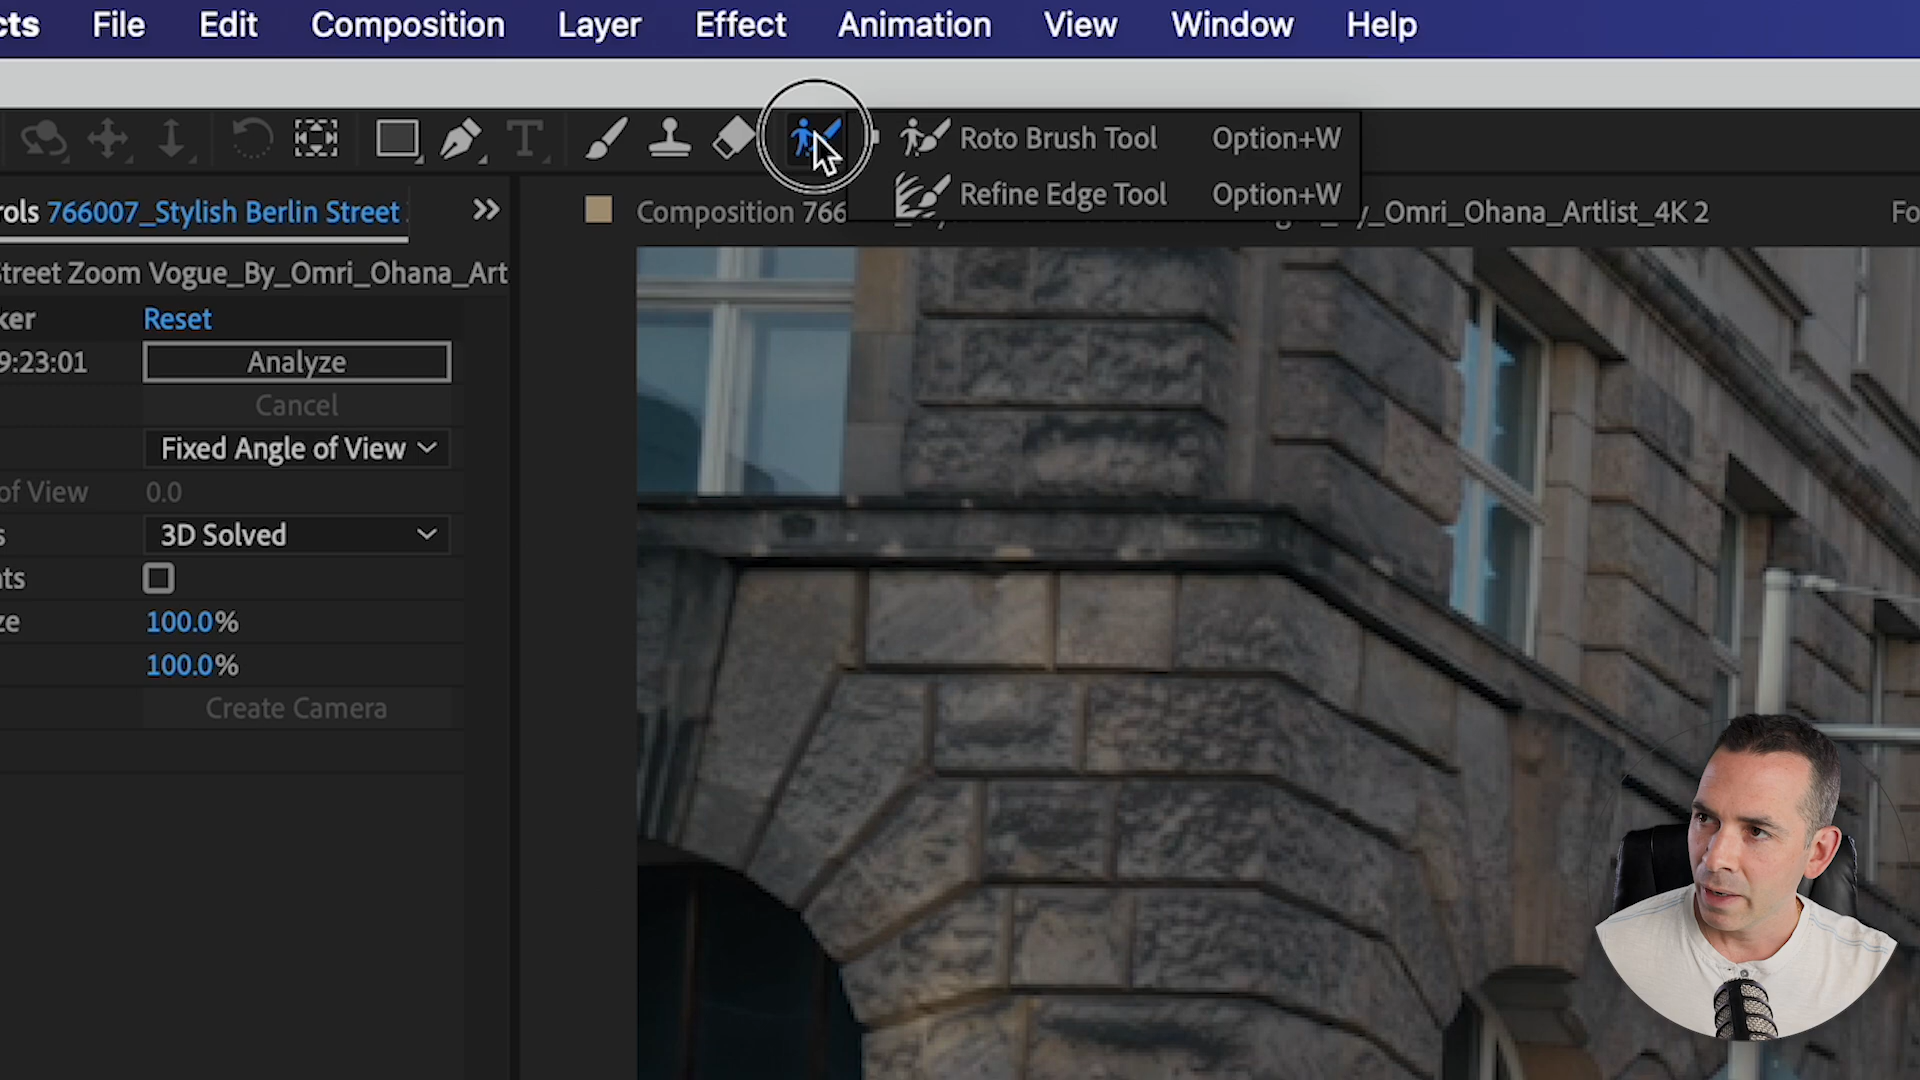 cts File Edit Composition Layer Effect Animation View Window Help
Roto Brush Tool Option+W
Refine Edge Tool Option+W
rols 766007_Stylish Berlin Street
Composition 766
g_By_Omri_Ohana_Artlist_4K 2
Fo
treet Zoom Vogue_By_Omri_Ohana_Art
ker Reset
9:23:01 Analyze
Cancel
Fixed Angle of View
of View 0.0
s 3D Solved
nts
ze 100.0%
100.0%
Create Camera
T